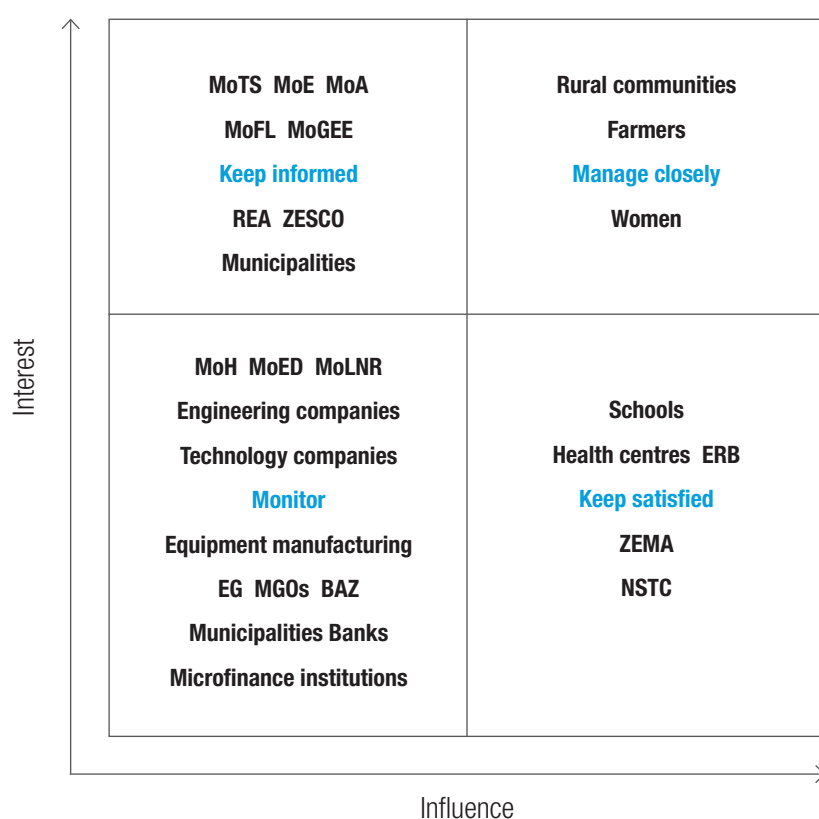 MoTS MoE MoA
MoFL MoGEE
Keep informed
REA ZESCO
Municipalities
Rural communities
Farmers
Manage closely
Women
Interest
MoH MoED MoLNR
Engineering companies
Technology companies
Monitor
Equipment manufacturing
EG MGOs BAZ
Municipalities Banks
Microfinance institutions
Schools
Health centres ERB
Keep satisfied
ZEMA
NSTC
Influence